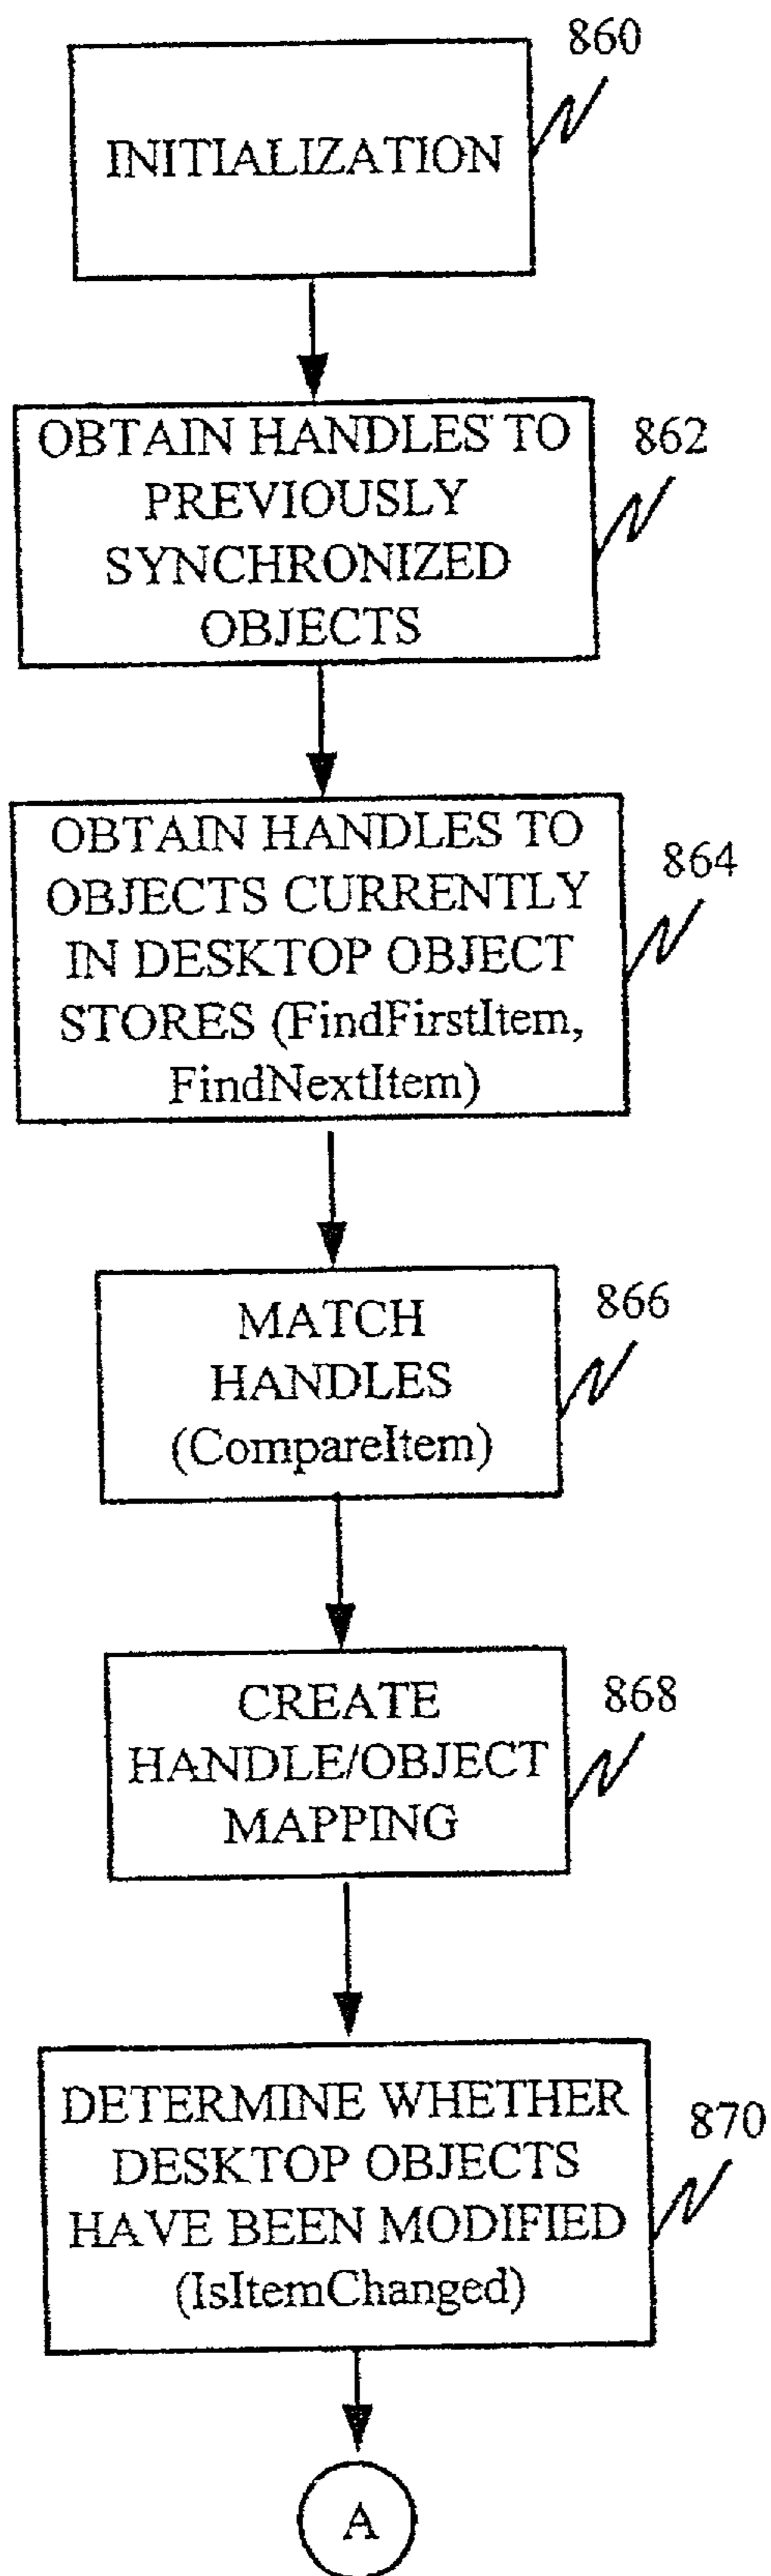 860
INITIALIZATION
OBTAIN HANDLES TO
PREVIOUSLY
SYNCHRONIZED
OBJECTS
862
OBTAIN HANDLES TO
OBJECTS CURRENTLY
IN DESKTOP OBJECT
STORES (FindFirstItem,
FindNextItem)
864
MATCH
HANDLES
(CompareItem)
866
CREATE
HANDLE/OBJECT
MAPPING
868
DETERMINE WHETHER
DESKTOP OBJECTS
HAVE BEEN MODIFIED
(IsItemChanged)
870
A